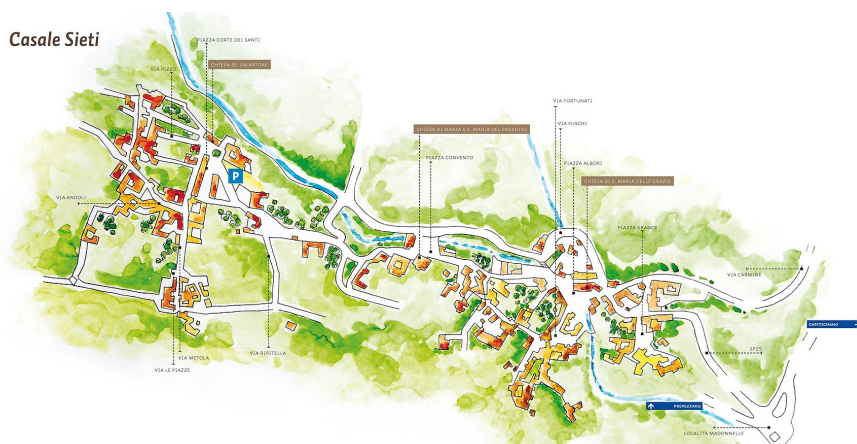 Casale Sieti
PIAZZA CORTE DEI SANTI
CHIESA SS. SALVATORE
VIA PIZZO
P
VIA ANDOLI
VIA METOLA
VIA LE PIAZZE
VIA RIPITELLA
CHIESA DI MARIA S.S. MARIA DEL PARADISO
PIAZZA CONVENTO
VIA FORTUNATI
VIA FUSCHI
PIAZZA ALBORI
CHIESA DI S. MARIA DELLE GRAZIE
PIAZZA GRANDE
VIA CARMINE
CAPITIGNANO
SP25
PREPEZZANO
LOCALITÀ MADONNELLE